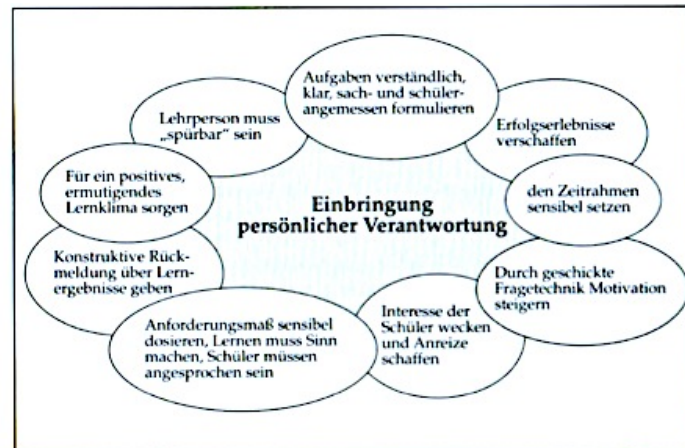 Aufgaben verständlich,
klar, sach- und schüler-
angemessen formulieren
Erfolgserlebnisse
verschaffen
den Zeitrahmen
sensibel setzen
Durch geschickte
Fragetechnik Motivation
steigern
Interesse der
Schüler wecken
und Anreize
schaffen
Anforderungsmaß sensibel
dosieren, Lernen muss Sinn
machen, Schüler müssen
angesprochen sein
Konstruktive Rück-
meldung über Lern-
ergebnisse geben
Für ein positives,
ermutigendes
Lernklima sorgen
Lehrperson muss
„spürbar“ sein
Einbringung
persönlicher Verantwortung